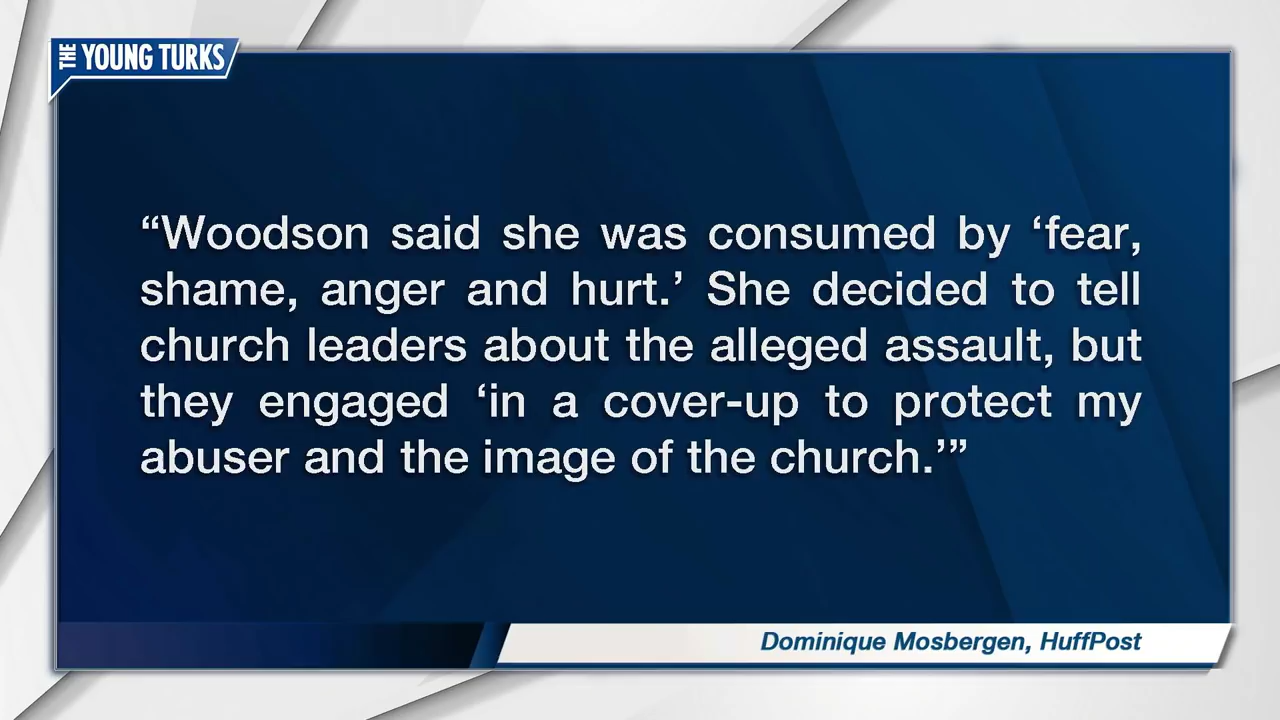 THE YOUNG TURKS
“Woodson said she was consumed by ‘fear,
shame, anger and hurt.’ She decided to tell
church leaders about the alleged assault, but
they engaged ‘in a cover-up to protect my
abuser and the image of the church.’”
Dominique Mosbergen, HuffPost